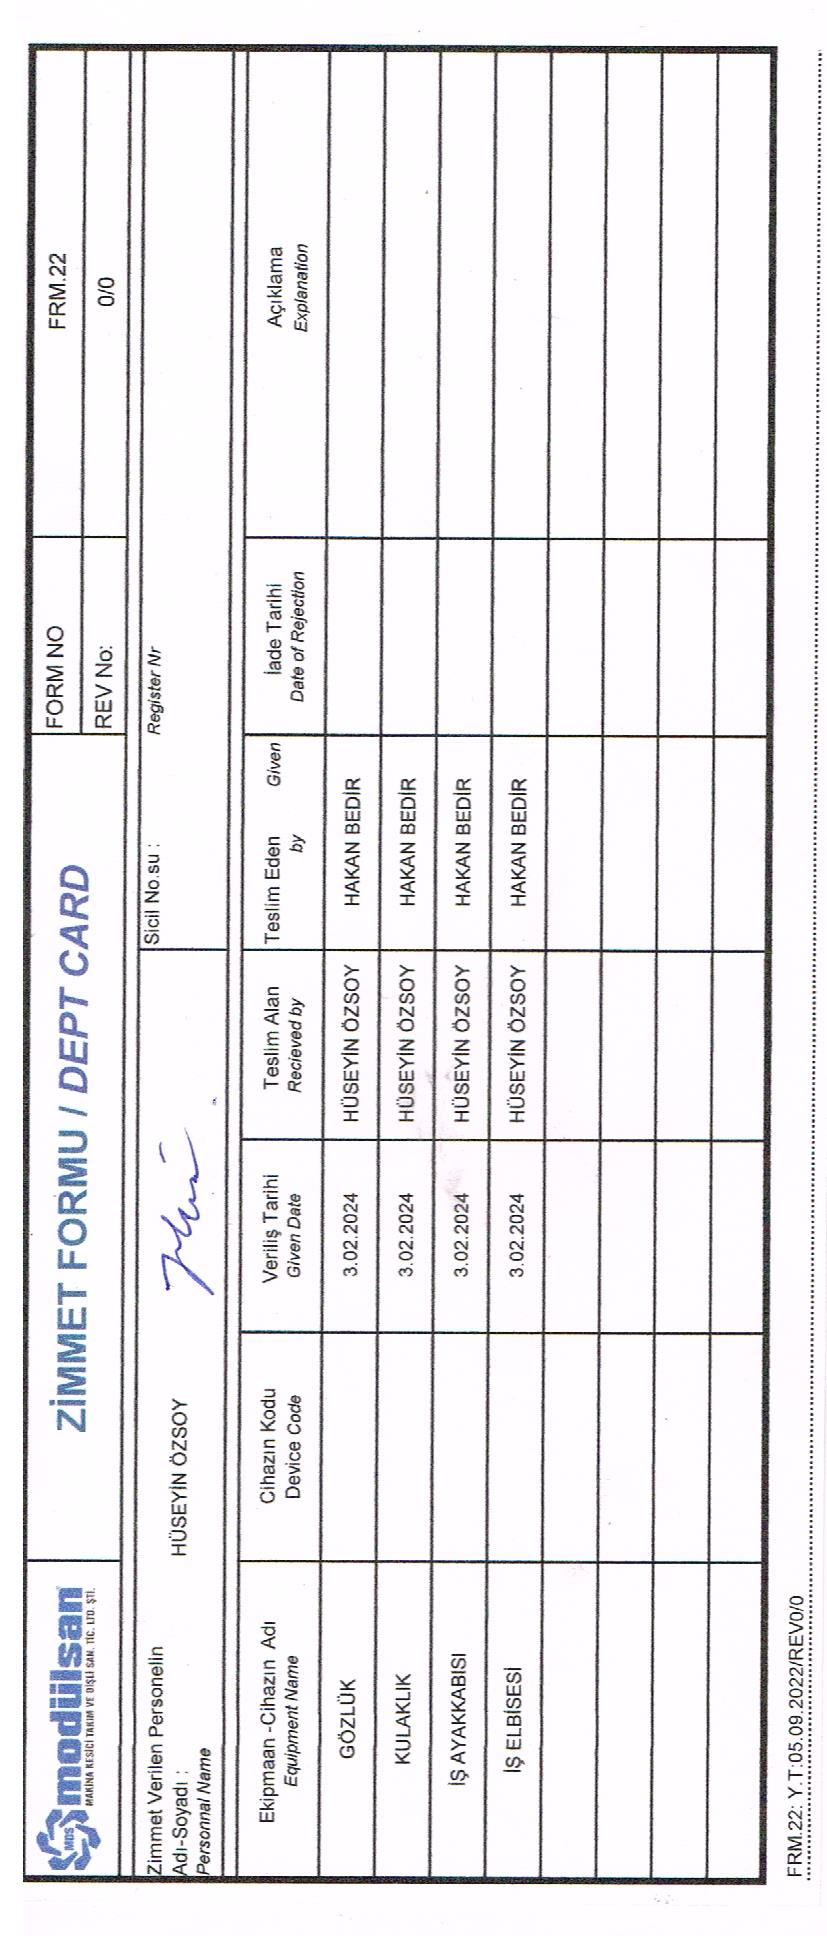 MDS modülsan
MAKİNA KESİCİ TAKIM VE DİŞLİ SAN. TİC. LTD. ŞTİ.
ZİMMET FORMU / DEPT CARD
FORM NO FRM.22
REV No: 0/0
Zimmet Verilen Personelin
Adı-Soyadı : HÜSEYİN ÖZSOY
Personnal Name
Sicil No.su : Register Nr
Ekipmaan -Cihazın Adı
Equipment Name
Cihazın Kodu
Device Code
Veriliş Tarihi
Given Date
Teslim Alan
Recieved by
Teslim Eden Given
by
İade Tarihi
Date of Rejection
Açıklama
Explanation
GÖZLÜK 3.02.2024 HÜSEYİN ÖZSOY HAKAN BEDİR
KULAKLIK 3.02.2024 HÜSEYİN ÖZSOY HAKAN BEDİR
İŞ AYAKKABISI 3.02.2024 HÜSEYİN ÖZSOY HAKAN BEDİR
İŞ ELBİSESİ 3.02.2024 HÜSEYİN ÖZSOY HAKAN BEDİR
FRM.22: Y.T:05.09.2022/REV0/0